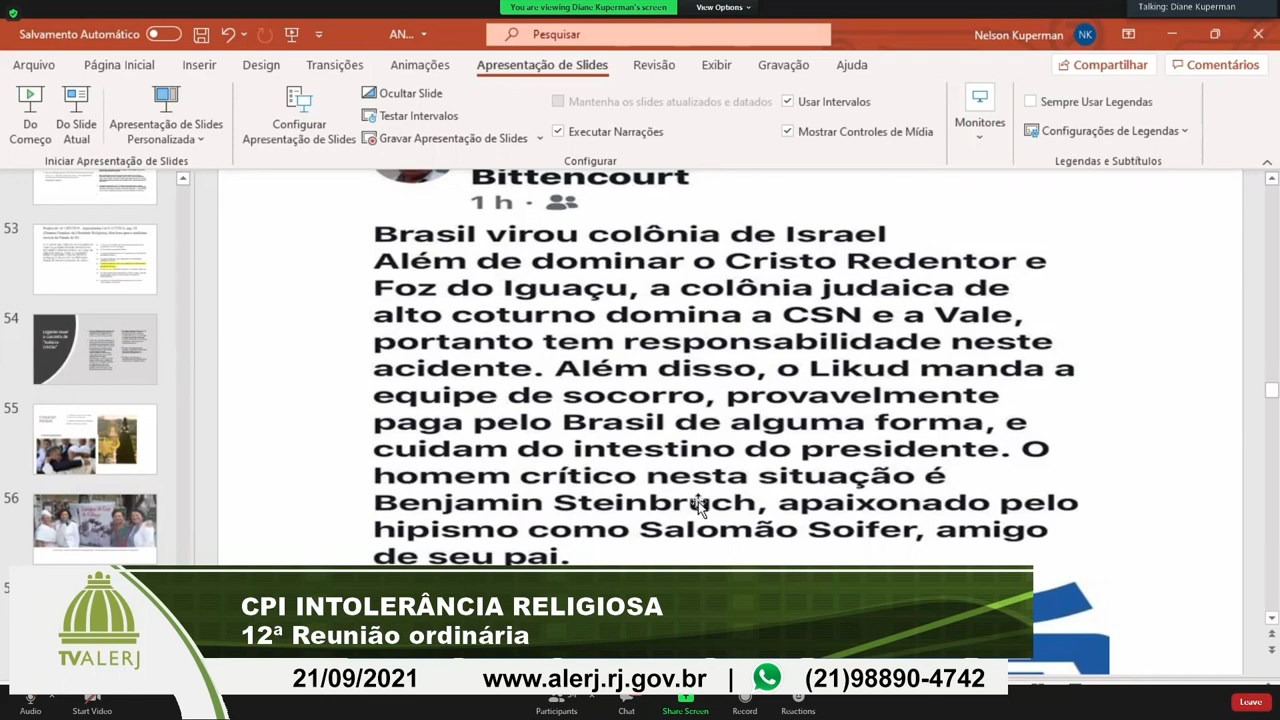 You are viewing Diane Kuperman's screen
View Options
Talking: Diane Kuperman
Salvamento Automático
AN...
Pesquisar
Nelson Kuperman
NK
Arquivo
Página Inicial
Inserir
Design
Transições
Animações
Apresentação de Slides
Revisão
Exibir
Gravação
Ajuda
Compartilhar
Comentários
Do Começo
Do Slide Atual
Apresentação de Slides Personalizada
Iniciar Apresentação de Slides
Configurar Apresentação de Slides
Ocultar Slide
Testar Intervalos
Gravar Apresentação de Slides
Mantenha os slides atualizados e datados
Executar Narrações
Usar Intervalos
Mostrar Controles de Mídia
Configurar
Monitores
Sempre Usar Legendas
Configurações de Legendas
Legendas e Subtítulos
53
54
55
56
Bittencourt
1 h ·
Brasil virou colônia de Israel
Além de dominar o Cristo Redentor e
Foz do Iguaçu, a colônia judaica de
alto coturno domina a CSN e a Vale,
portanto tem responsabilidade neste
acidente. Além disso, o Likud manda a
equipe de socorro, provavelmente
paga pelo Brasil de alguma forma, e
cuidam do intestino do presidente. O
homem crítico nesta situação é
Benjamin Steinbruch, apaixonado pelo
hipismo como Salomão Soifer, amigo
de seu pai.
TVALERJ
CPI INTOLERÂNCIA RELIGIOSA
12ª Reunião ordinária
21/09/2021 www.alerj.rj.gov.br | (21)98890-4742
Audio
Start Video
Participants
Chat
Share Screen
Record
Reactions
Leave